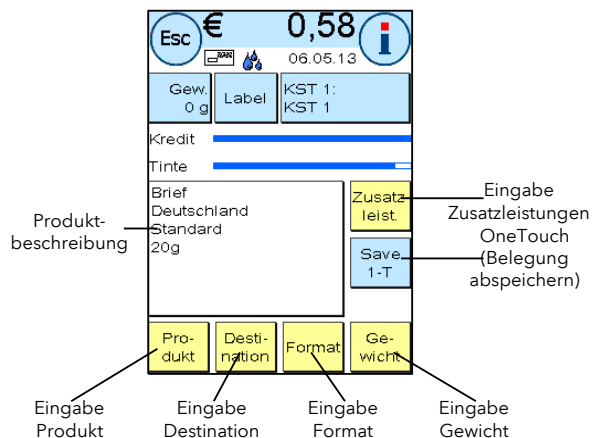 Esc € 0,58 i
06.05.13
Gew.
0 g
Label
KST 1:
KST 1
Kredit
Tinte
Brief
Deutschland
Standard
20g
Zusatz
leist.
Save
1-T
Produkt-
beschreibung
Eingabe
Zusatzleistungen
OneTouch
(Belegung
abspeichern)
Pro-
dukt
Desti-
nation
Format
Ge-
wicht
Eingabe
Produkt
Eingabe
Destination
Eingabe
Format
Eingabe
Gewicht